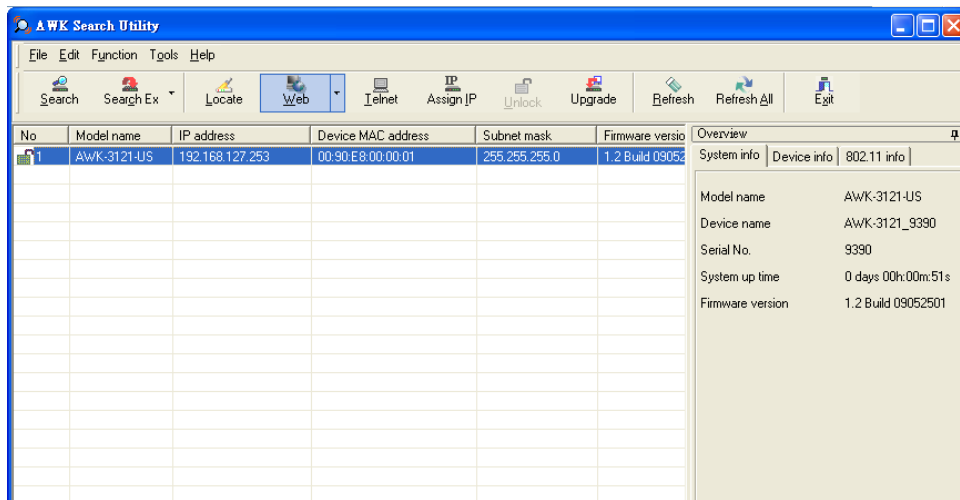 AWK Search Utility
File Edit Function Tools Help
Search Search Ex Locate Web Telnet Assign IP Unlock Upgrade Refresh Refresh All Exit
No Model name IP address Device MAC address Subnet mask Firmware versio Overview
1 AWK-3121-US 192.168.127.253 00:90:E8:00:00:01 255.255.255.0 1.2 Build 09052
System info Device info 802.11 info
Model name AWK-3121-US
Device name AWK-3121_9390
Serial No. 9390
System up time 0 days 00h:00m:51s
Firmware version 1.2 Build 09052501